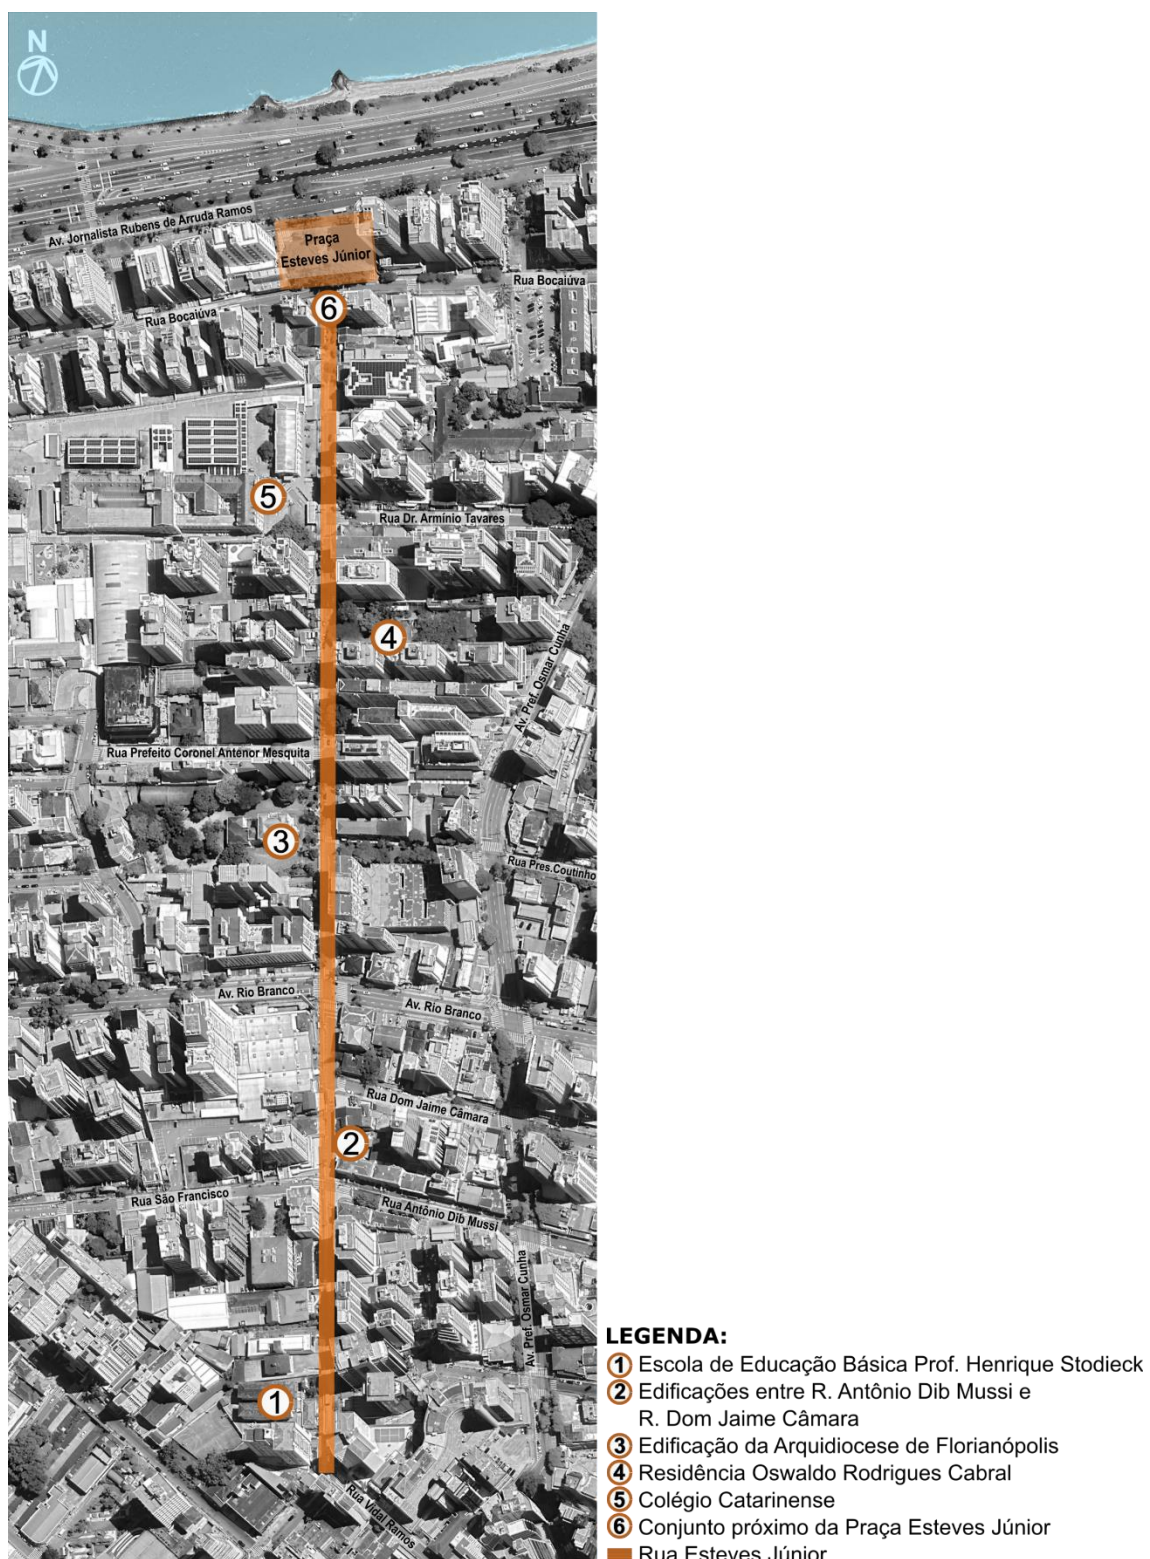 N
Av. Jornalista Rubens de Arruda Ramos
Praça
Esteves Júnior
Rua Bocaiúva
6
Rua Bocaiúva
5
Rua Dr. Armínio Tavares
4
Av. Pref. Osmar Cunha
Rua Prefeito Coronel Antenor Mesquita
3
Rua Pres.Coutinho
Av. Rio Branco
Av. Rio Branco
Rua Dom Jaime Câmara
2
Rua São Francisco
Rua Antônio Dib Mussi
Av. Pref. Osmar Cunha
1
Rua Vidal Ramos
LEGENDA:
1 Escola de Educação Básica Prof. Henrique Stodieck
2 Edificações entre R. Antônio Dib Mussi e
R. Dom Jaime Câmara
3 Edificação da Arquidiocese de Florianópolis
4 Residência Oswaldo Rodrigues Cabral
5 Colégio Catarinense
6 Conjunto próximo da Praça Esteves Júnior
Rua Esteves Júnior